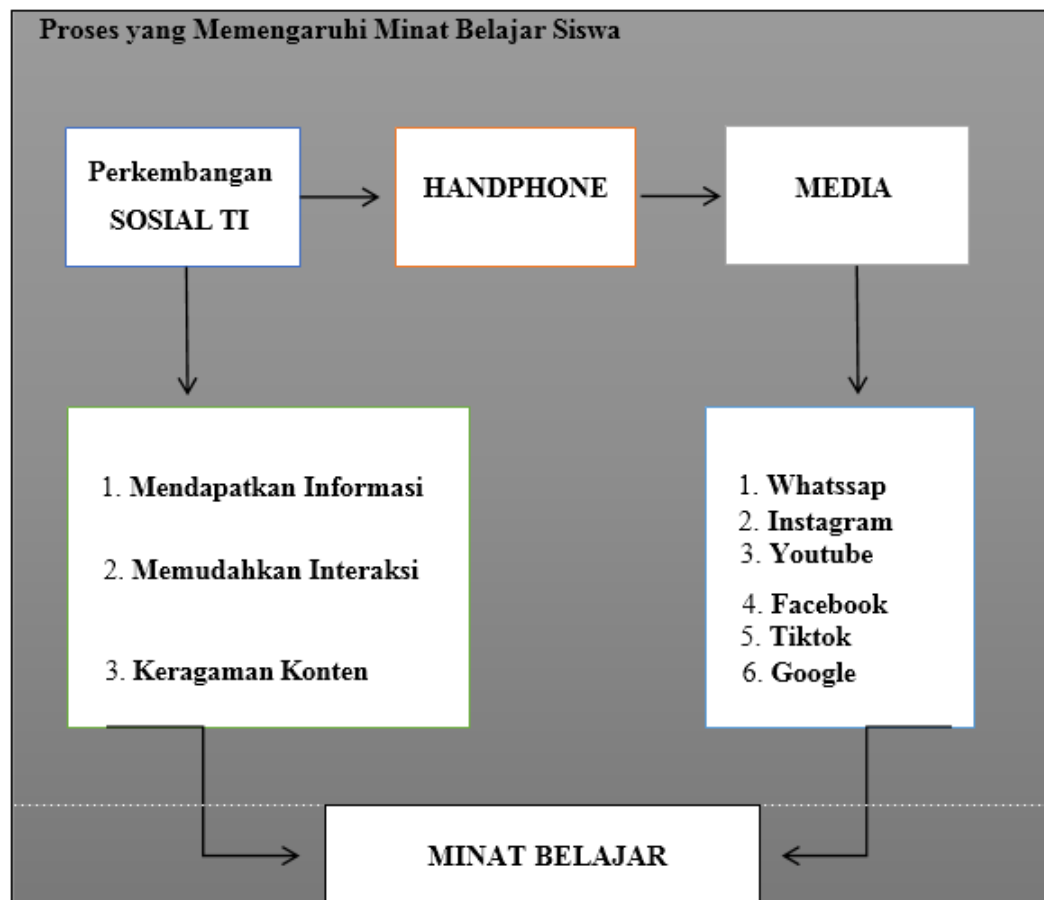 Proses yang Memengaruhi Minat Belajar Siswa
Perkembangan
SOSIAL TI
HANDPHONE
MEDIA
1. Mendapatkan Informasi
2. Memudahkan Interaksi
3. Keragaman Konten
1. Whatssap
2. Instagram
3. Youtube
4. Facebook
5. Tiktok
6. Google
MINAT BELAJAR